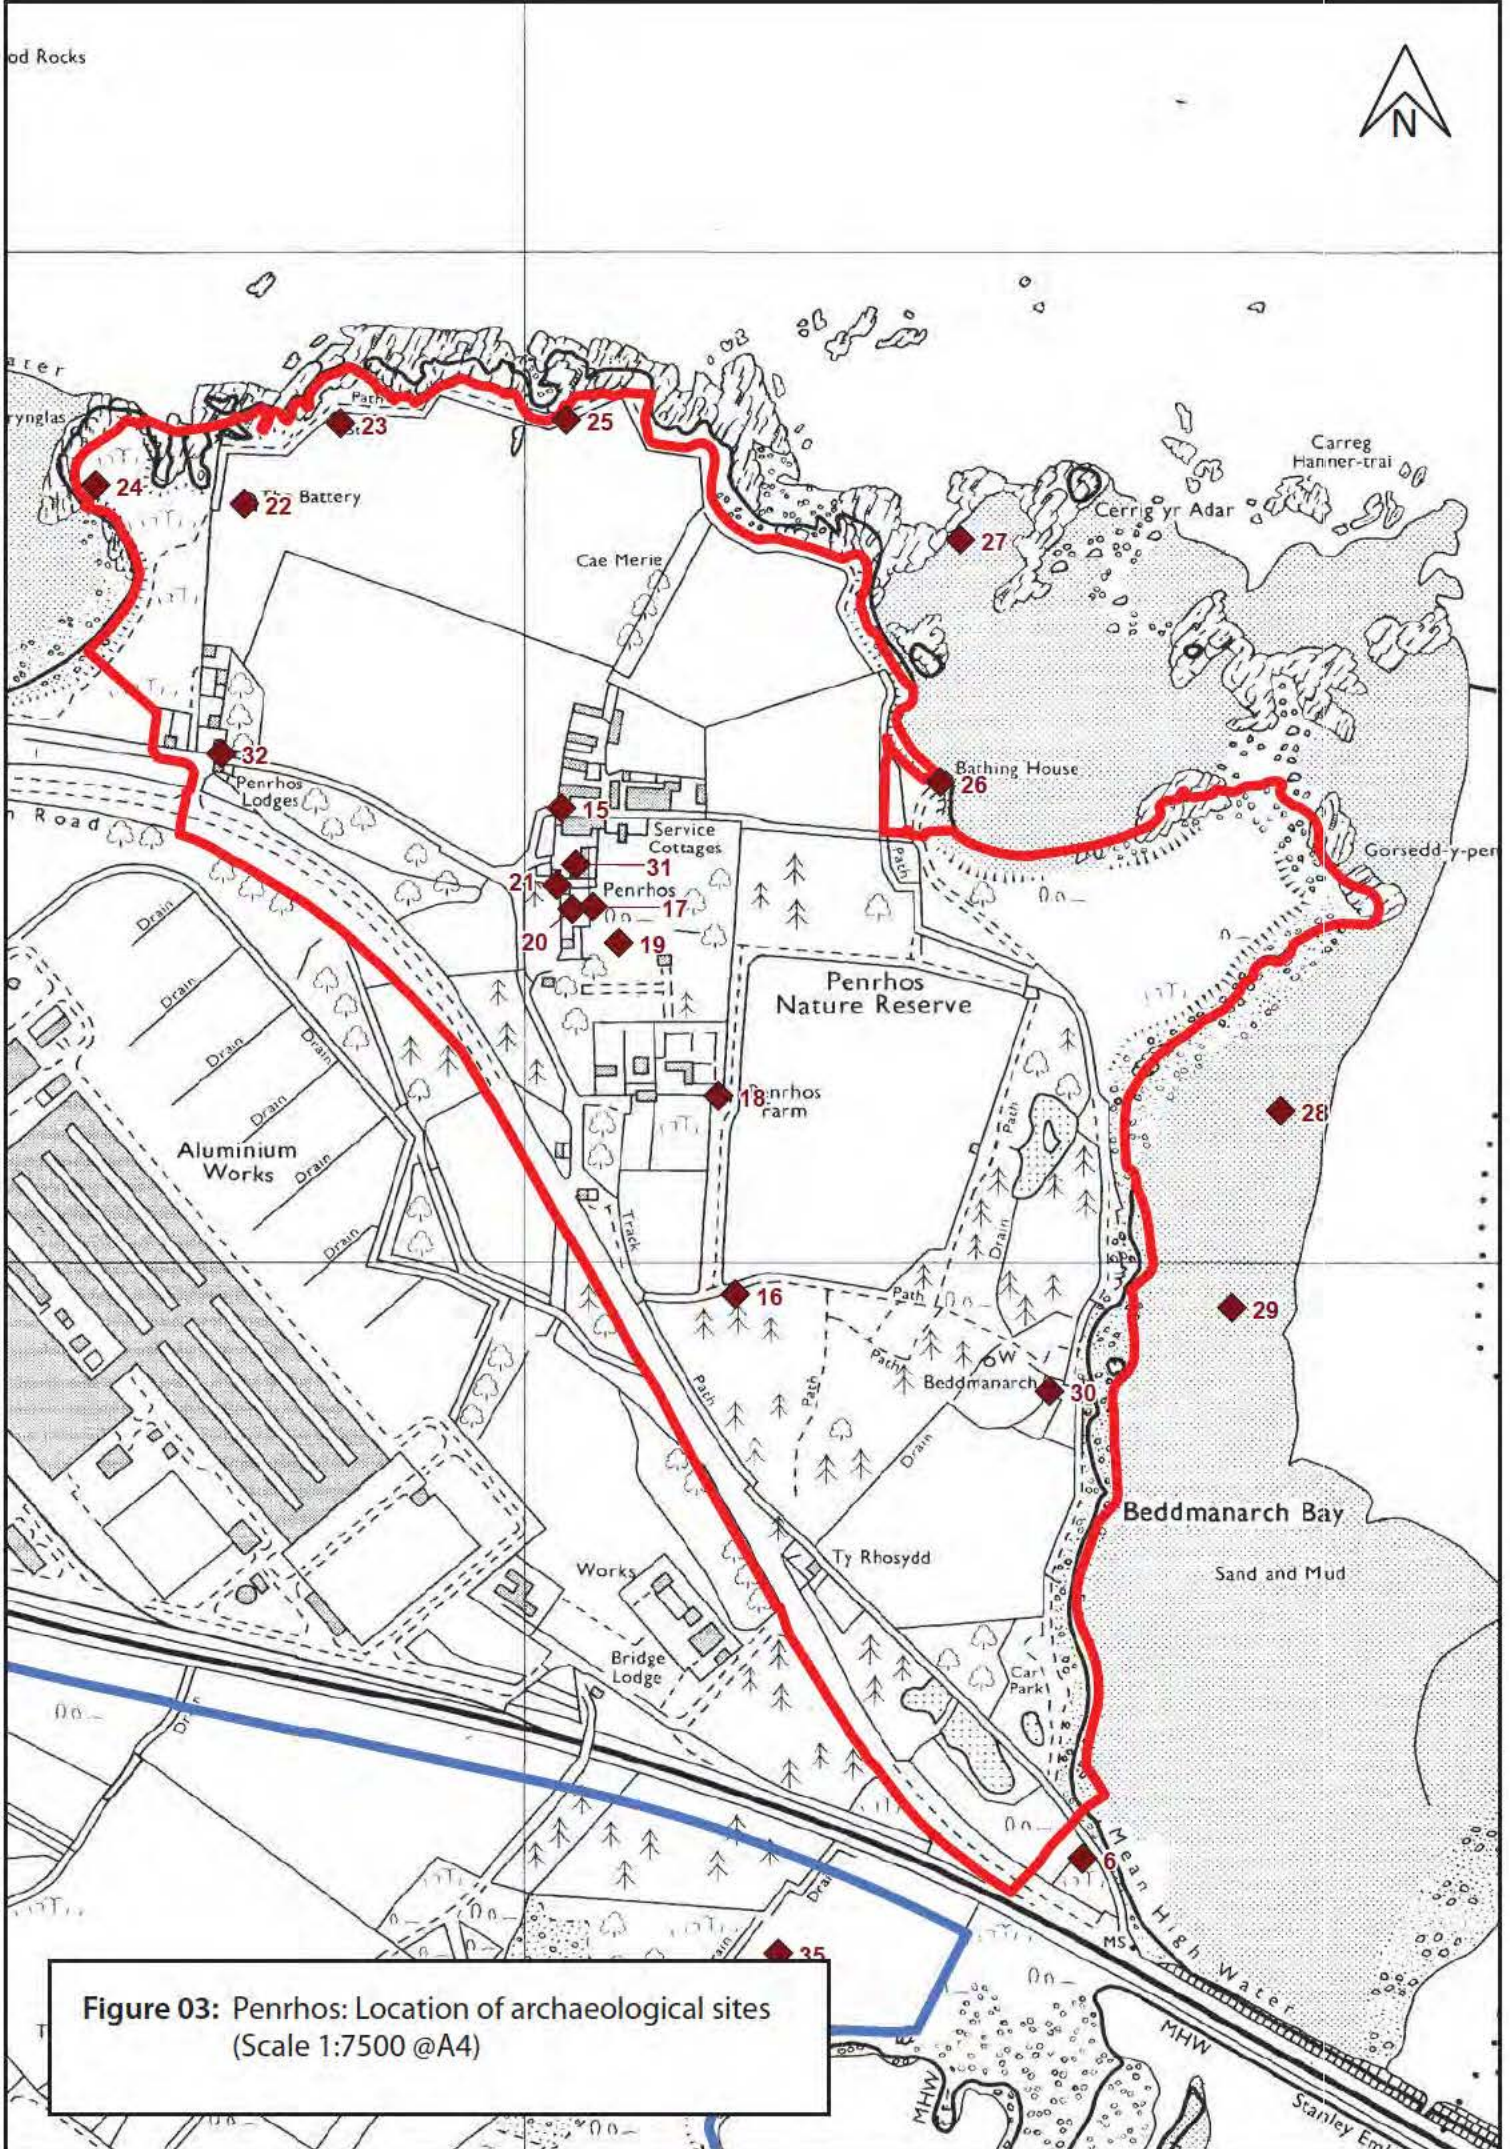 od Rocks
N
ater
rynglas
Path
23
25
24
22
Battery
Carreg
Hanner-trai
Cerrig yr Adar
27
Cae Merie
32
Penrhos
Lodges
Bathing House
26
n Road
15
Service
Cottages
31
Path
Gorsedd-y-pen
21
Penrhos
17
20
19
Drain
Drain
Drain
Drain
Drain
Drain
Drain
Penrhos
Nature Reserve
18
Penrhos
Farm
Path
28
Aluminium
Works
Track
Drain
16
Path
29
Path
Path
Path
W
Beddmanarch
30
Drain
Beddmanarch Bay
Sand and Mud
Ty Rhosydd
Works
Bridge
Lodge
Car
Park
6
Mean High Water
MS
Drain
35
MHW
MHW
Figure 03: Penrhos: Location of archaeological sites
(Scale 1:7500 @A4)